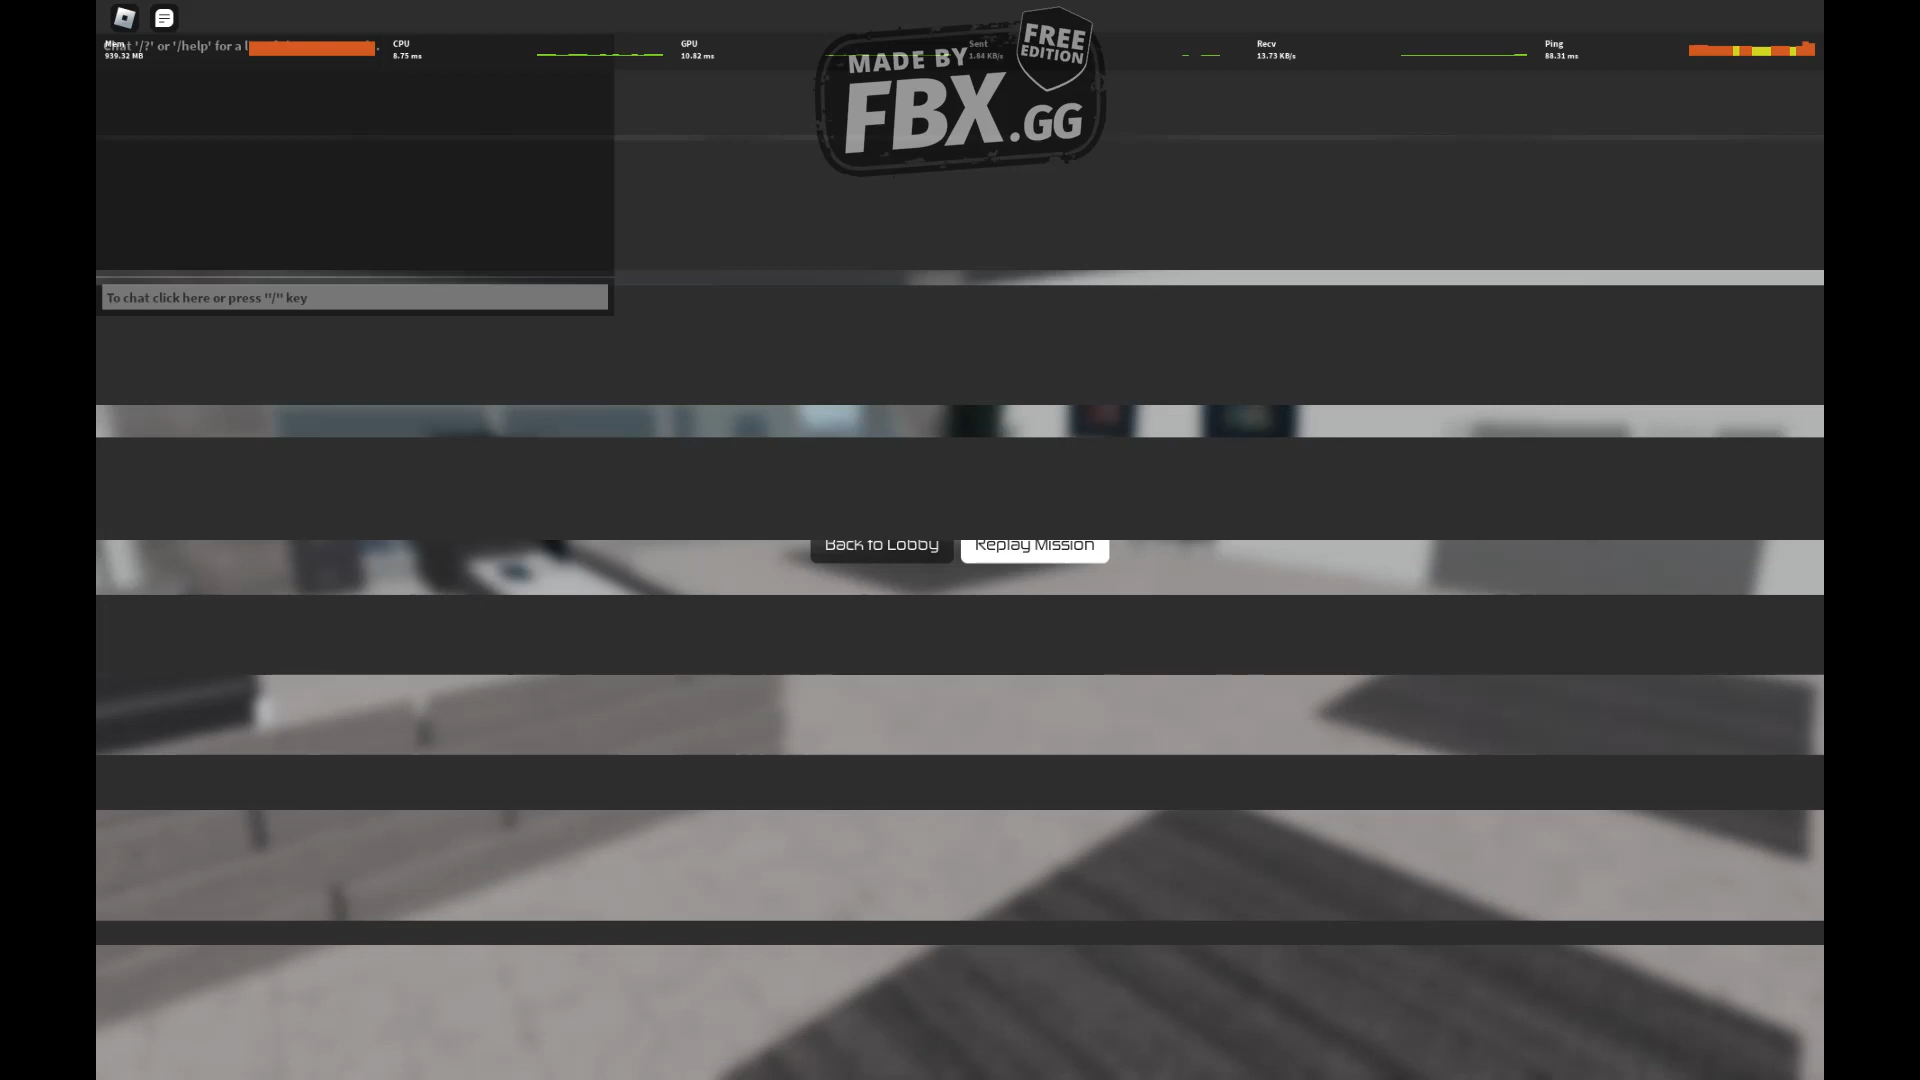 Chat '/?' or '/help' for a l
Mem
939.32 MB
CPU
8.75 ms
GPU
10.82 ms
Sent
1.84 KB/s
Recv
13.73 KB/s
Ping
88.31 ms
MADE BY
FBX.GG
FREE
EDITION
To chat click here or press "/" key
Back to Lobby
Replay Mission